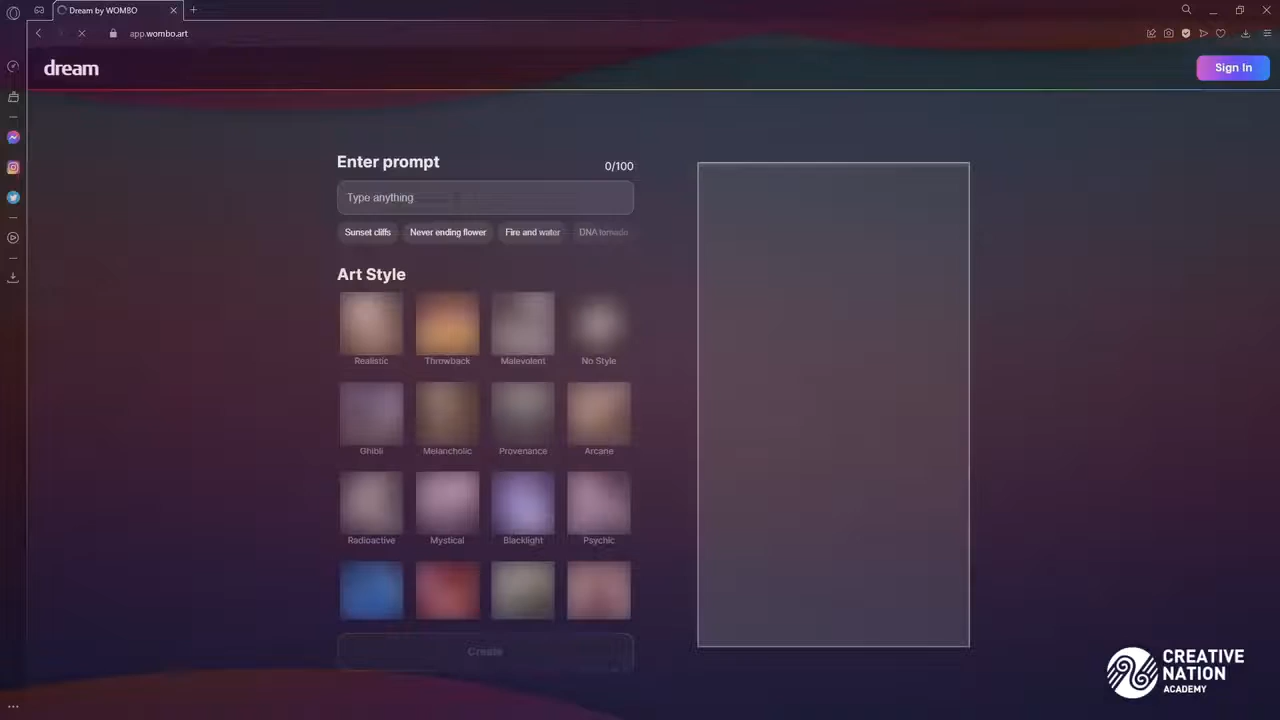 Dream by WOMBO
app.wombo.art
dream
Sign In
Enter prompt
0/100
Type anything
Sunset cliffs
Never ending flower
Fire and water
DNA tornado
Art Style
Realistic
Throwback
Malevolent
No Style
Ghibli
Melancholic
Provenance
Arcane
Radioactive
Mystical
Blacklight
Psychic
Create
CREATIVE
NATION
ACADEMY